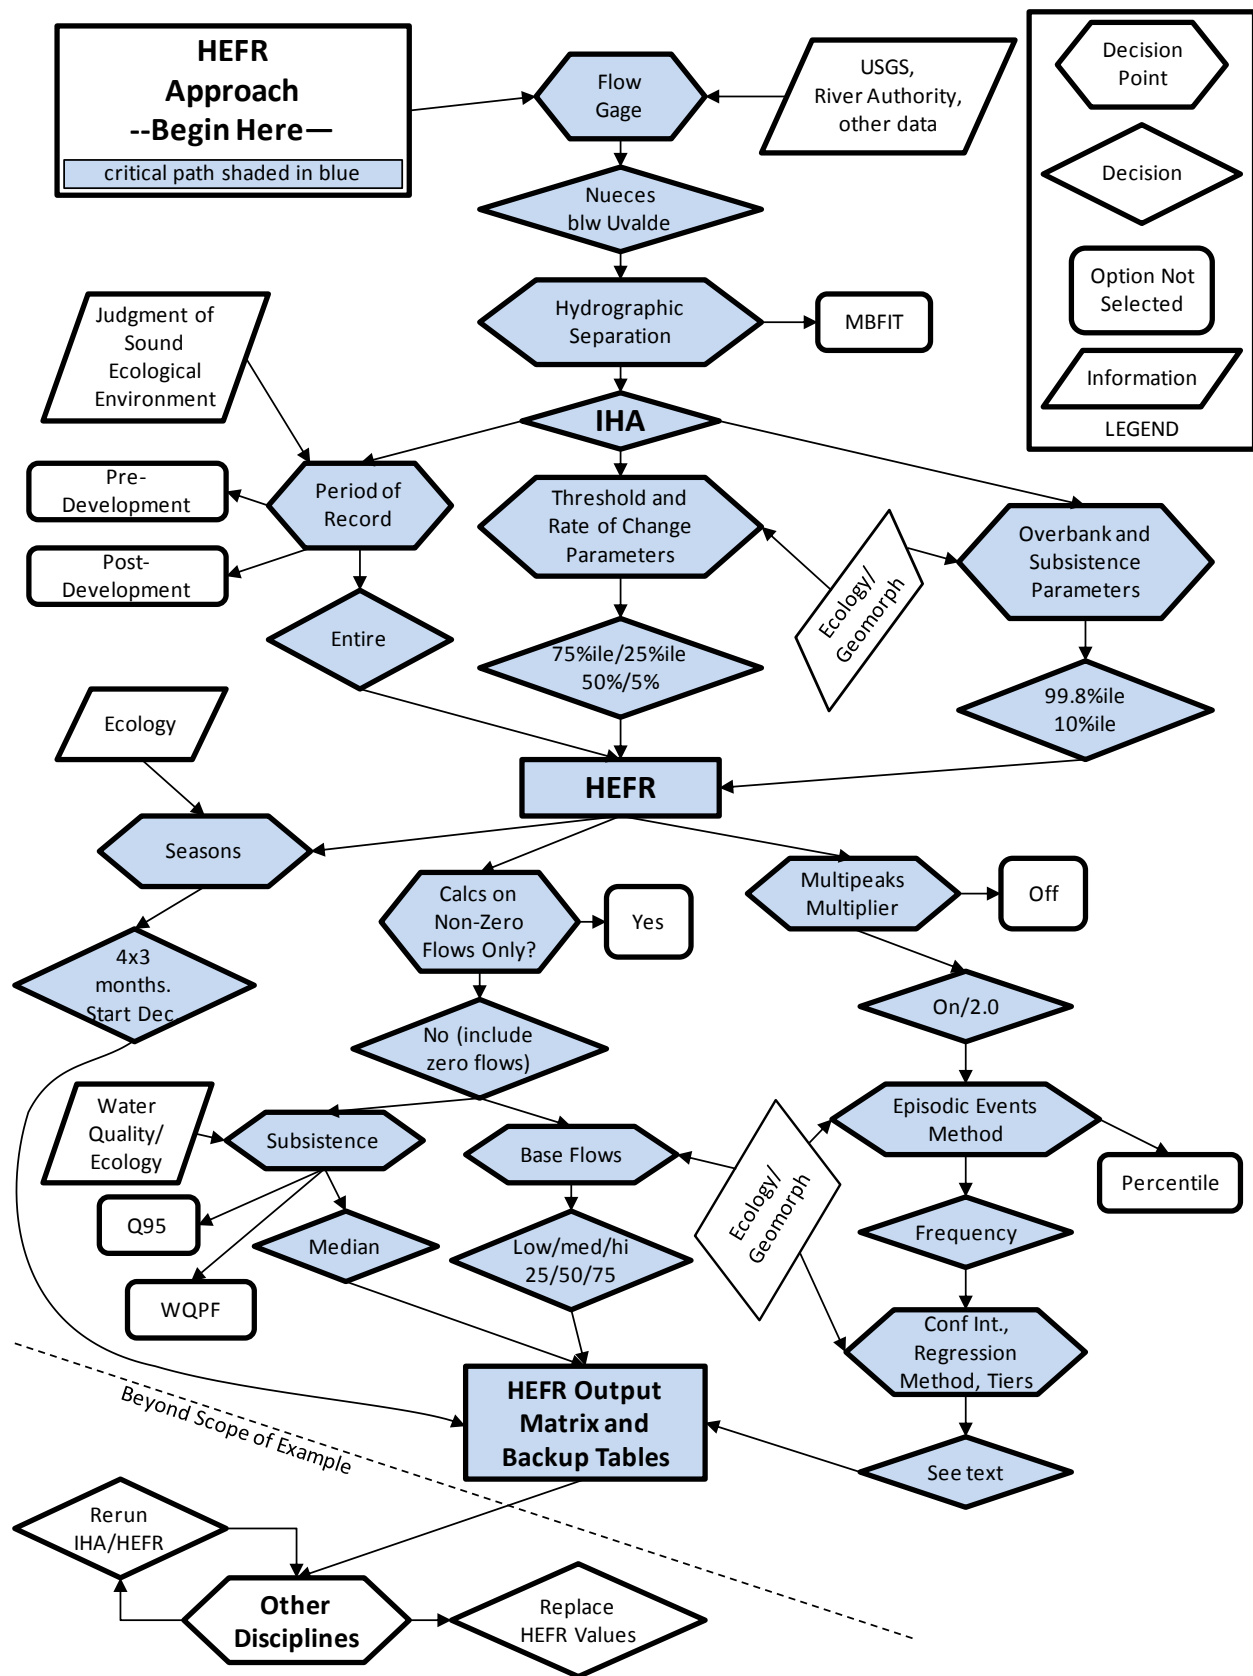 HEFR
Approach
--Begin Here—
critical path shaded in blue
Flow
Gage
USGS,
River Authority,
other data
Decision
Point
Decision
Option Not
Selected
Information
LEGEND
Nueces
blw Uvalde
Hydrographic
Separation
MBFIT
Judgment of
Sound
Ecological
Environment
IHA
Pre-
Development
Post-
Development
Period of
Record
Threshold and
Rate of Change
Parameters
Ecology/
Geomorph
Overbank and
Subsistence
Parameters
Entire
75%ile/25%ile
50%/5%
99.8%ile
10%ile
Ecology
HEFR
Seasons
Calcs on
Non-Zero
Flows Only?
Yes
Multipeaks
Multiplier
Off
4x3
months.
Start Dec.
No (include
zero flows)
On/2.0
Water
Quality/
Ecology
Subsistence
Base Flows
Ecology/
Geomorph
Episodic Events
Method
Percentile
Q95
Median
Low/med/hi
25/50/75
Frequency
WQPF
Conf Int.,
Regression
Method, Tiers
HEFR Output
Matrix and
Backup Tables
See text
Beyond Scope of Example
Rerun
IHA/HEFR
Other
Disciplines
Replace
HEFR Values